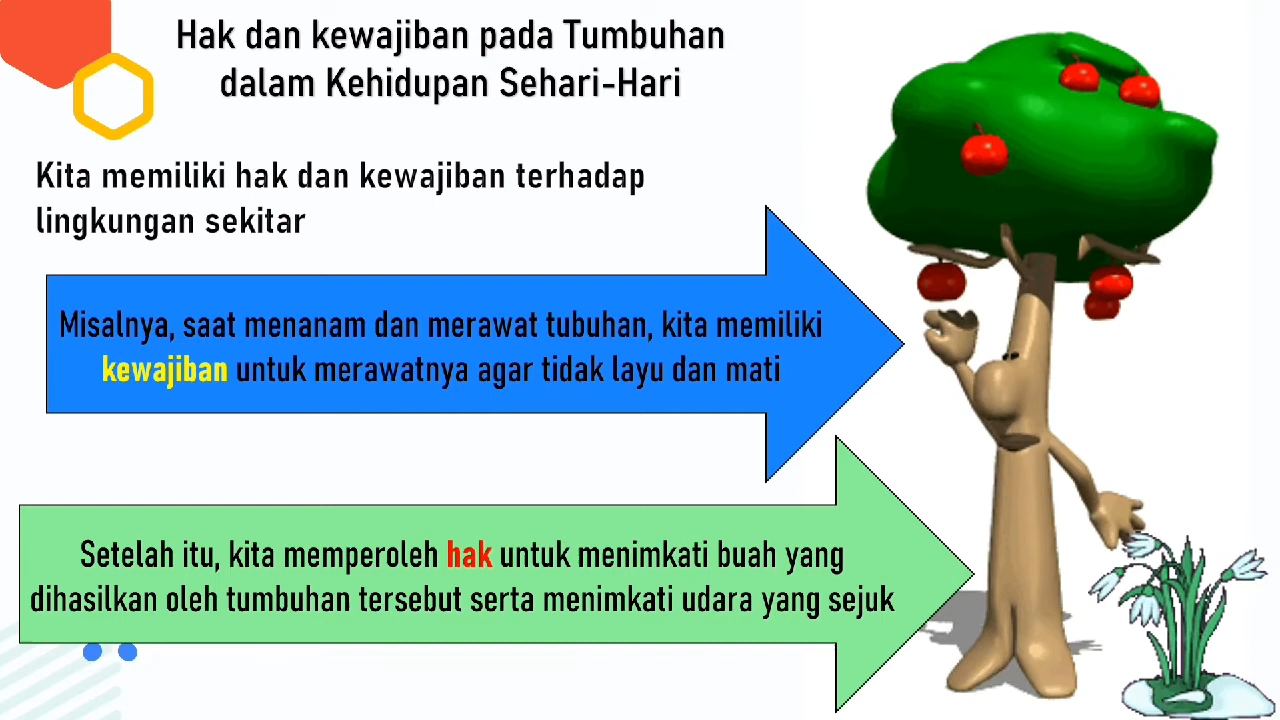 Hak dan kewajiban pada Tumbuhan
dalam Kehidupan Sehari-Hari
Kita memiliki hak dan kewajiban terhadap
lingkungan sekitar
Misalnya, saat menanam dan merawat tubuhan, kita memiliki
kewajiban untuk merawatnya agar tidak layu dan mati
Setelah itu, kita memperoleh hak untuk menimkati buah yang
dihasilkan oleh tumbuhan tersebut serta menimkati udara yang sejuk